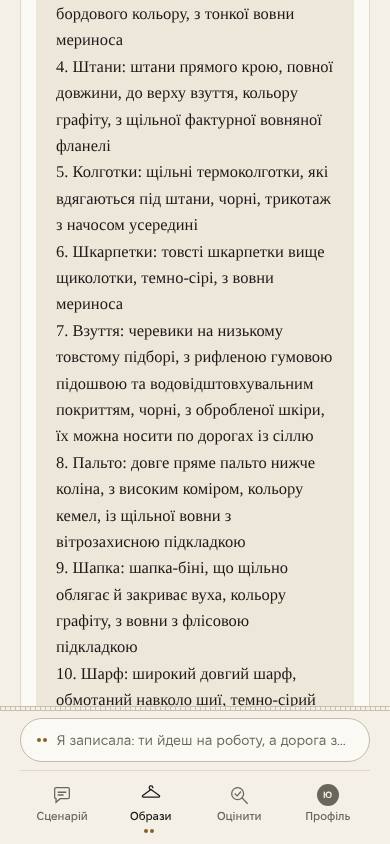 бордового кольору, з тонкої вовни
мериноса
4. Штани: штани прямого крою, повної
довжини, до верху взуття, кольору
графіту, з щільної фактурної вовняної
фланелі
5. Колготки: щільні термоколготки, які
вдягаються під штани, чорні, трикотаж
з начосом усередині
6. Шкарпетки: товсті шкарпетки вище
щиколотки, темно-сірі, з вовни
мериноса
7. Взуття: черевики на низькому
товстому підборі, з рифленою гумовою
підошвою та водовідштовхувальним
покриттям, чорні, з обробленої шкіри,
їх можна носити по дорогах із сіллю
8. Пальто: довге пряме пальто нижче
коліна, з високим коміром, кольору
кемел, із щільної вовни з
вітрозахисною підкладкою
9. Шапка: шапка-біні, що щільно
облягає й закриває вуха, кольору
графіту, з вовни з флісовою
підкладкою
10. Шарф: широкий довгий шарф,
обмотаний навколо шиї, темно-сірий
Я записала: ти йдеш на роботу, а дорога з...
Сценарій
Образи
Оцінити
Ю
Профіль